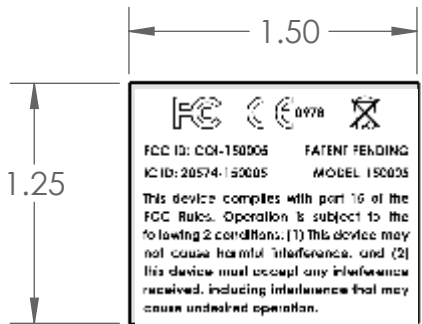 1.50
1.25
FCC CE 0978
FCC ID: COI-150005 PATENT PENDING
IC ID: 20574-150005 MODEL 150005
This device complies with part 15 of the
FCC Rules. Operation is subject to the
following 2 conditions: (1) This device may
not cause harmful interference, and (2)
this device must accept any interference
received, including interference that may
cause undesired operation.